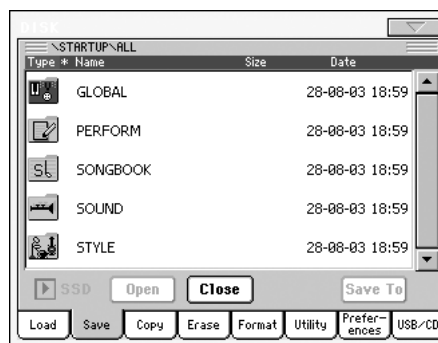 DISK
\STARTUP\ALL
Type * Name Size Date
GLOBAL 28-08-03 18:59
PERFORM 28-08-03 18:59
SL SONGBOOK 28-08-03 18:59
SOUND 28-08-03 18:59
STYLE 28-08-03 18:59
SSD Open Close Save To
Load Save Copy Erase Format Utility Prefer-
ences USB/CD